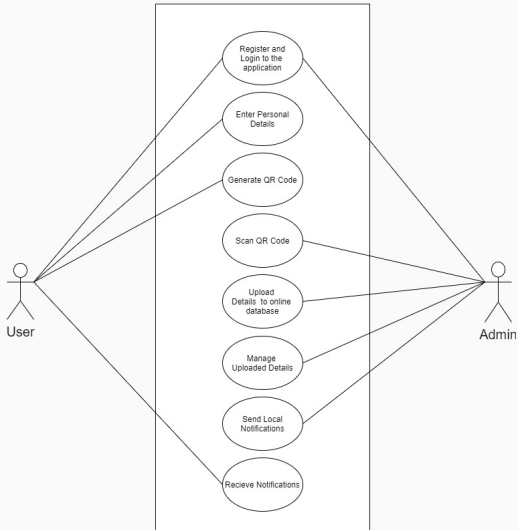 Register and
Login to the
application
Enter Personal
Details
Generate QR Code
Scan QR Code
Upload
Details to online
database
User
Admin
Manage
Uploaded Details
Send Local
Notifications
Recieve Notifications